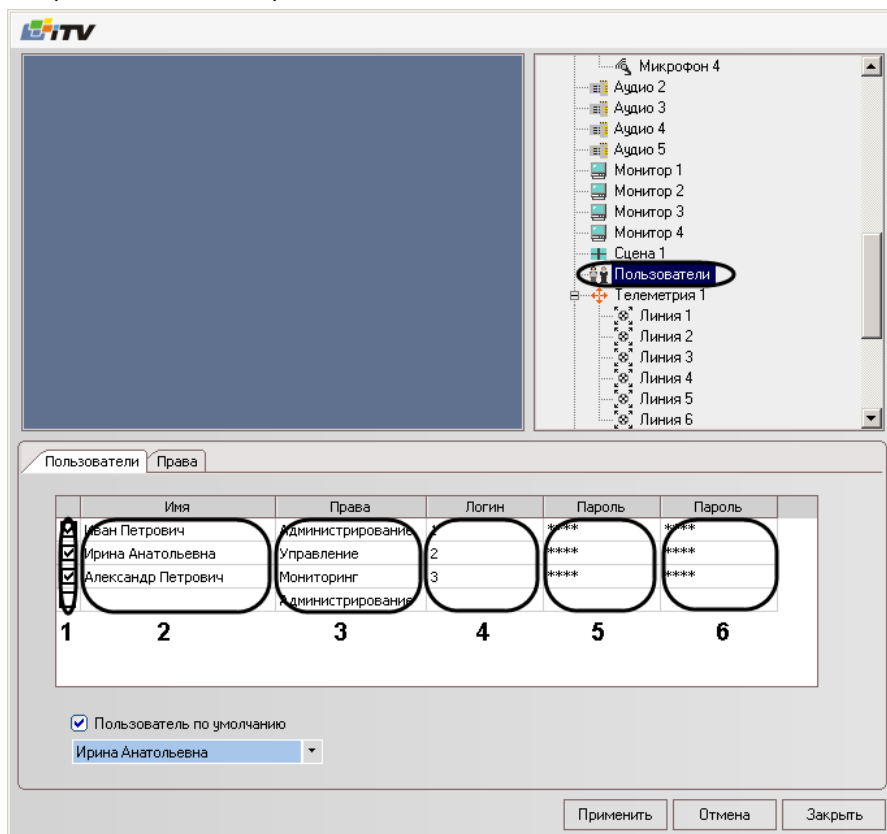 iTV
Микрофон 4
Аудио 2
Аудио 3
Аудио 4
Аудио 5
Монитор 1
Монитор 2
Монитор 3
Монитор 4
Сцена 1
Пользователи
Телеметрия 1
Линия 1
Линия 2
Линия 3
Линия 4
Линия 5
Линия 6
Пользователи Права
Имя Права Логин Пароль Пароль
Иван Петрович Администрирование 1 **** ****
Ирина Анатольевна Управление 2 **** ****
Александр Петрович Мониторинг 3 **** ****
Администрирование
1 2 3 4 5 6
Пользователь по умолчанию
Ирина Анатольевна
Применить Отмена Закрыть